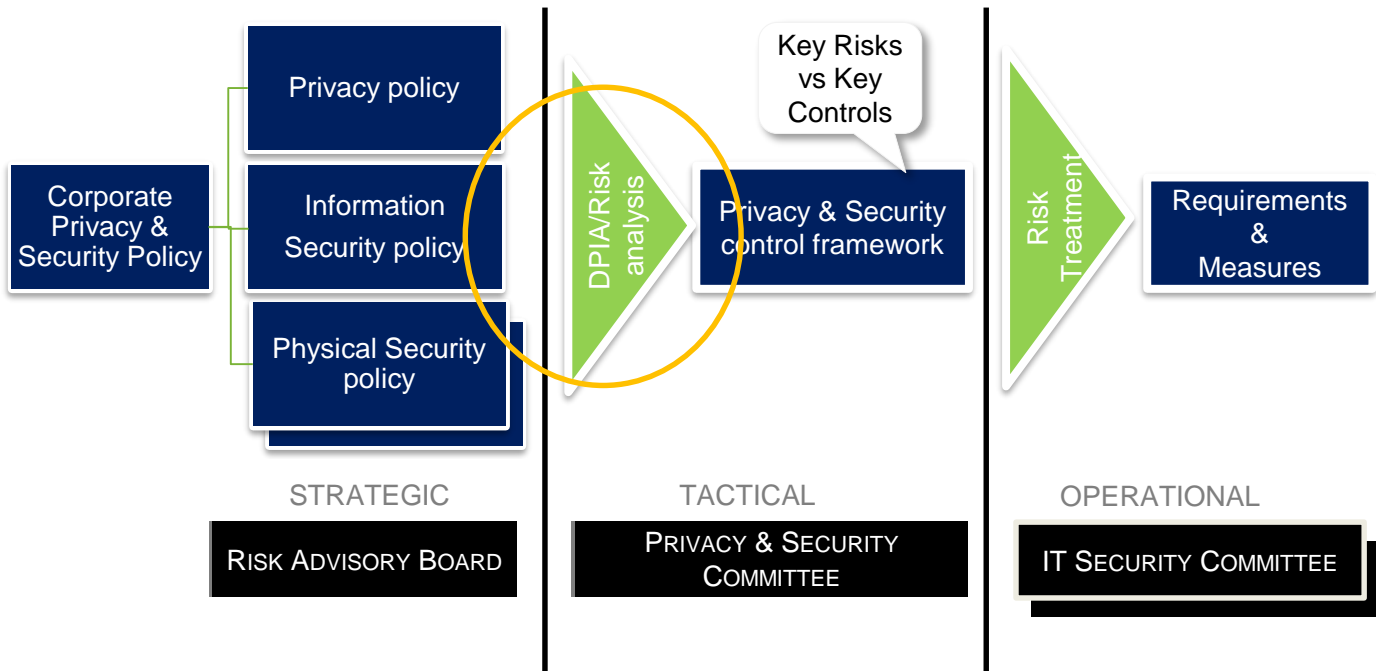 Corporate
Privacy &
Security Policy
Privacy policy
Information
Security policy
Physical Security
policy
DPIA/Risk
analysis
Key Risks
vs Key
Controls
Privacy & Security
control framework
Risk
Treatment
Requirements
&
Measures
STRATEGIC
TACTICAL
OPERATIONAL
RISK ADVISORY BOARD
PRIVACY & SECURITY
COMMITTEE
IT SECURITY COMMITTEE